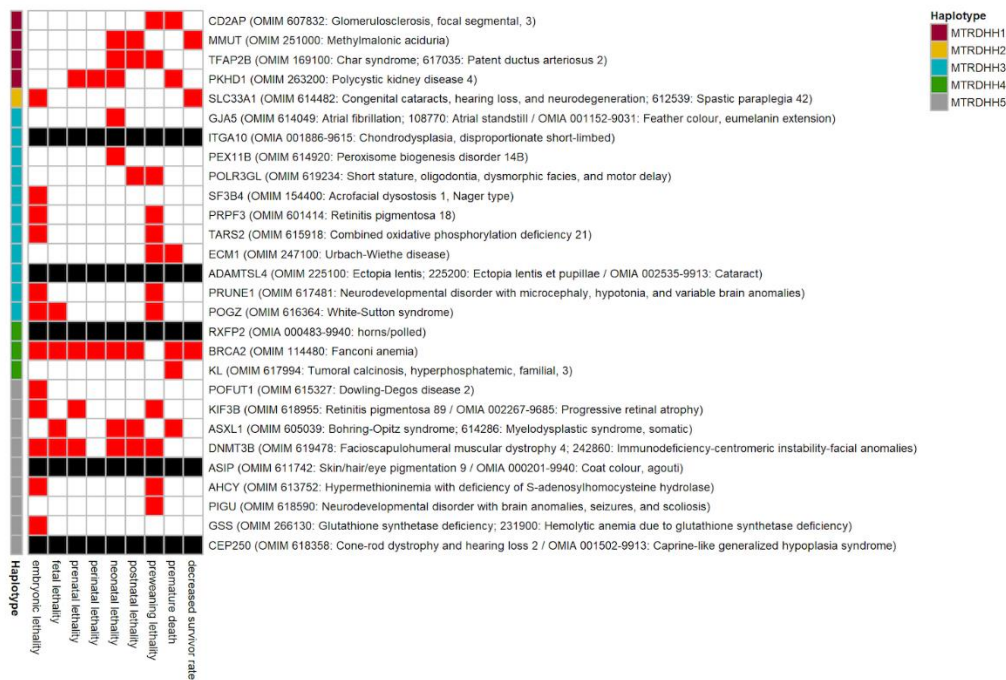 CD2AP (OMIM 607832: Glomerulosclerosis, focal segmental, 3)
MMUT (OMIM 251000: Methylmalonic aciduria)
TFAP2B (OMIM 169100: Char syndrome; 617035: Patent ductus arteriosus 2)
PKHD1 (OMIM 263200: Polycystic kidney disease 4)
SLC33A1 (OMIM 614482: Congenital cataracts, hearing loss, and neurodegeneration; 612539: Spastic paraplegia 42)
GJA5 (OMIM 614049: Atrial fibrillation; 108770: Atrial standstill / OMIA 001152-9031: Feather colour, eumelanin extension)
ITGA10 (OMIA 001886-9615: Chondrodysplasia, disproportionate short-limbed)
PEX11B (OMIM 614920: Peroxisome biogenesis disorder 14B)
POLR3GL (OMIM 619234: Short stature, oligodontia, dysmorphic facies, and motor delay)
SF3B4 (OMIM 154400: Acrofacial dysostosis 1, Nager type)
PRPF3 (OMIM 601414: Retinitis pigmentosa 18)
TARS2 (OMIM 615918: Combined oxidative phosphorylation deficiency 21)
ECM1 (OMIM 247100: Urbach-Wiethe disease)
ADAMTSL4 (OMIM 225100: Ectopia lentis; 225200: Ectopia lentis et pupillae / OMIA 002535-9913: Cataract)
PRUNE1 (OMIM 617481: Neurodevelopmental disorder with microcephaly, hypotonia, and variable brain anomalies)
POGZ (OMIM 616364: White-Sutton syndrome)
RXFP2 (OMIA 000483-9940: horns/polled)
BRCA2 (OMIM 114480: Fanconi anemia)
KL (OMIM 617994: Tumoral calcinosis, hyperphosphatemic, familial, 3)
POFUT1 (OMIM 615327: Dowling-Degos disease 2)
KIF3B (OMIM 618955: Retinitis pigmentosa 89 / OMIA 002267-9685: Progressive retinal atrophy)
ASXL1 (OMIM 605039: Bohring-Opitz syndrome; 614286: Myelodysplastic syndrome, somatic)
DNMT3B (OMIM 619478: Facioscapulohumeral muscular dystrophy 4; 242860: Immunodeficiency-centromeric instability-facial anomalies)
ASIP (OMIM 611742: Skin/hair/eye pigmentation 9 / OMIA 000201-9940: Coat colour, agouti)
AHCY (OMIM 613752: Hypermethioninemia with deficiency of S-adenosylhomocysteine hydrolase)
PIGU (OMIM 618590: Neurodevelopmental disorder with brain anomalies, seizures, and scoliosis)
GSS (OMIM 266130: Glutathione synthetase deficiency; 231900: Hemolytic anemia due to glutathione synthetase deficiency)
CEP250 (OMIM 618358: Cone-rod dystrophy and hearing loss 2 / OMIA 001502-9913: Caprine-like generalized hypoplasia syndrome)
Haplotype
embryonic lethality
fetal lethality
prenatal lethality
perinatal lethality
neonatal lethality
postnatal lethality
preweaning lethality
premature death
decreased survivor rate
Haplotype
MTRDHH1
MTRDHH2
MTRDHH3
MTRDHH4
MTRDHH5